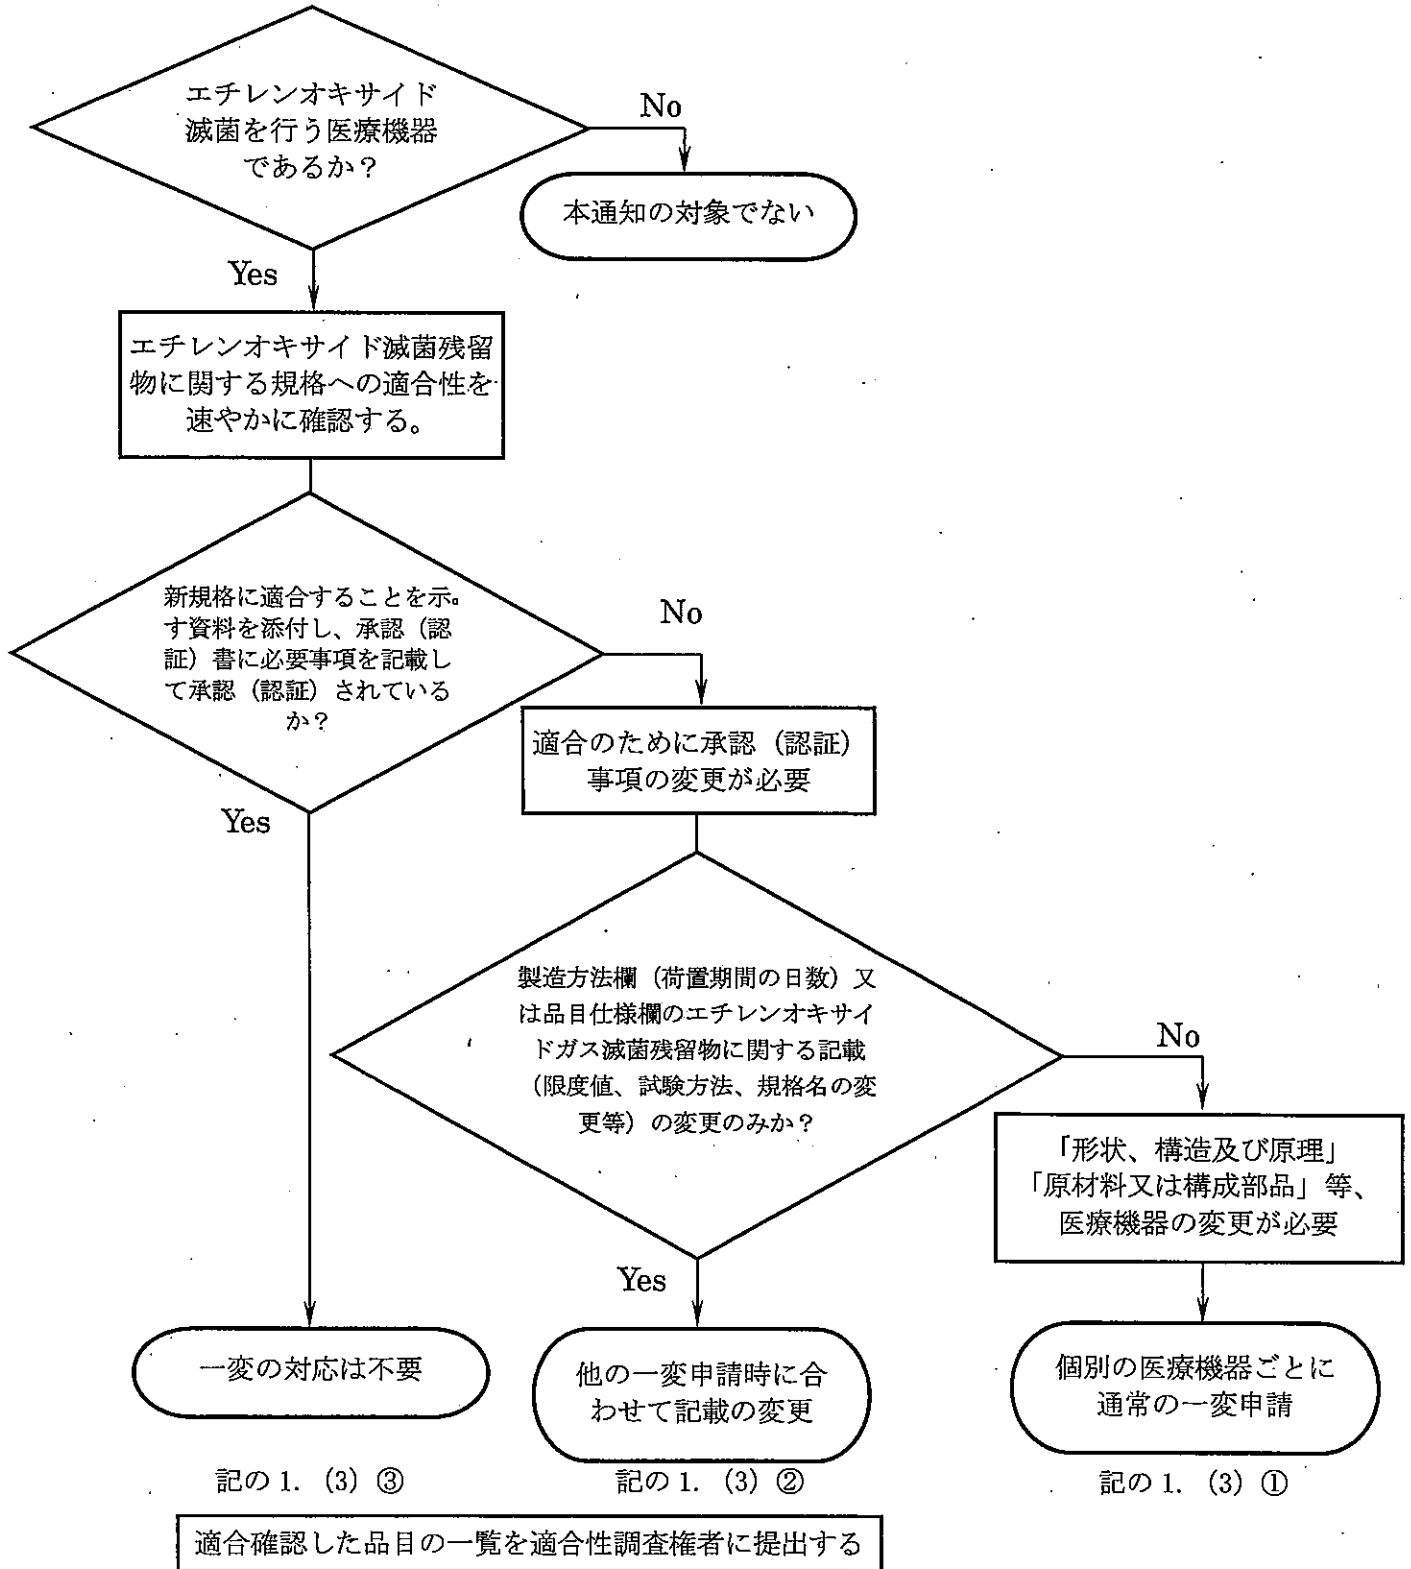 エチレンオキサイド
滅菌を行う医療機器
であるか？
No
本通知の対象でない
Yes
エチレンオキサイド滅菌残留
物に関する規格への適合性を
速やかに確認する。
新規格に適合することを示
す資料を添付し、承認（認
証）書に必要事項を記載し
て承認（認証）されている
か？
No
適合のために承認（認証）
事項の変更が必要
Yes
製造方法欄（荷置期間の日数）又
は品目仕様欄のエチレンオキサイ
ドガス滅菌残留物に関する記載
（限度値、試験方法、規格名の変
更等）の変更のみか？
No
「形状、構造及び原理」
「原材料又は構成部品」等、
医療機器の変更が必要
Yes
一変の対応は不要
他の一変申請時に合
わせて記載の変更
個別の医療機器ごとに
通常の一変申請
記の 1.（3）③
記の 1.（3）②
記の 1.（3）①
適合確認した品目の一覧を適合性調査権者に提出する